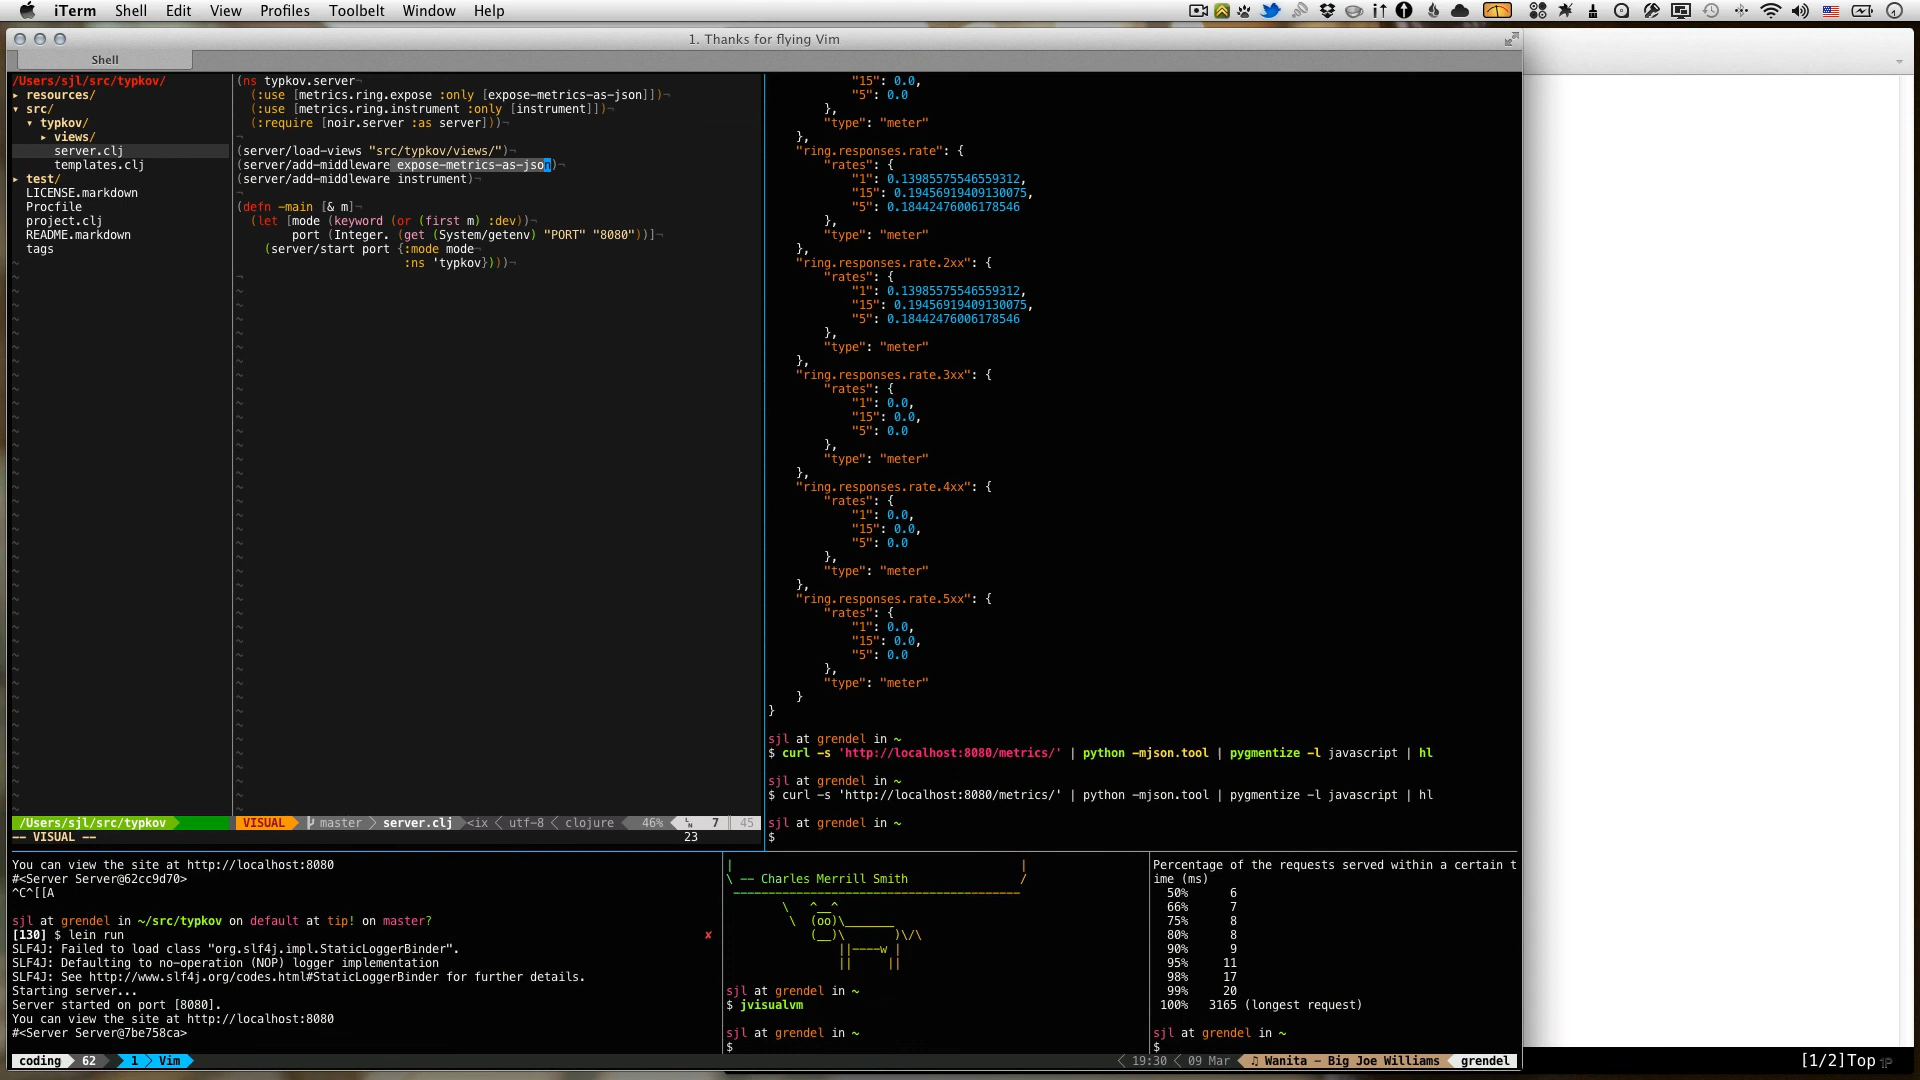 iTerm Shell Edit View Profiles Toolbelt Window Help
1. Thanks for flying Vim
Shell
/Users/sjl/src/typkov/
▸ resources/
▾ src/
▾ typkov/
▸ views/
server.clj
templates.clj
▸ test/
LICENSE.markdown
Procfile
project.clj
README.markdown
tags
(ns typkov.server¬
(:use [metrics.ring.expose :only [expose-metrics-as-json]])¬
(:use [metrics.ring.instrument :only [instrument]])¬
(:require [noir.server :as server]))¬
¬
(server/load-views "src/typkov/views/")¬
(server/add-middleware expose-metrics-as-json)¬
(server/add-middleware instrument)¬
¬
(defn -main [& m]¬
(let [mode (keyword (or (first m) :dev))¬
port (Integer. (get (System/getenv) "PORT" "8080"))]¬
(server/start port {:mode mode¬
:ns 'typkov})))¬
¬
/Users/sjl/src/typkov
VISUAL master server.clj <ix utf-8 clojure 46% 7 45
-- VISUAL -- 23
"15": 0.0,
"5": 0.0
},
"type": "meter"
},
"ring.responses.rate": {
"rates": {
"1": 0.13985575546559312,
"15": 0.19456919409130075,
"5": 0.18442476006178546
},
"type": "meter"
},
"ring.responses.rate.2xx": {
"rates": {
"1": 0.13985575546559312,
"15": 0.19456919409130075,
"5": 0.18442476006178546
},
"type": "meter"
},
"ring.responses.rate.3xx": {
"rates": {
"1": 0.0,
"15": 0.0,
"5": 0.0
},
"type": "meter"
},
"ring.responses.rate.4xx": {
"rates": {
"1": 0.0,
"15": 0.0,
"5": 0.0
},
"type": "meter"
},
"ring.responses.rate.5xx": {
"rates": {
"1": 0.0,
"15": 0.0,
"5": 0.0
},
"type": "meter"
}
}
sjl at grendel in ~
$ curl -s 'http://localhost:8080/metrics/' | python -mjson.tool | pygmentize -l javascript | hl
sjl at grendel in ~
$ curl -s 'http://localhost:8080/metrics/' | python -mjson.tool | pygmentize -l javascript | hl
sjl at grendel in ~
$
You can view the site at http://localhost:8080
#<Server Server@62cc9d70>
^C^[[A
sjl at grendel in ~/src/typkov on default at tip! on master?
[130] $ lein run ✘
SLF4J: Failed to load class "org.slf4j.impl.StaticLoggerBinder".
SLF4J: Defaulting to no-operation (NOP) logger implementation
SLF4J: See http://www.slf4j.org/codes.html#StaticLoggerBinder for further details.
Starting server...
Server started on port [8080].
You can view the site at http://localhost:8080
#<Server Server@7be758ca>
| |
\ -- Charles Merrill Smith /
----------------------------------------
\ ^__^
\ (oo)\_______
(__)\ )\/\
||----w |
|| ||
sjl at grendel in ~
$ jvisualvm
sjl at grendel in ~
$
Percentage of the requests served within a certain t
ime (ms)
50% 6
66% 7
75% 8
80% 8
90% 9
95% 11
98% 17
99% 20
100% 3165 (longest request)
sjl at grendel in ~
$
coding 62 1 Vim 19:30 09 Mar ♫ Wanita - Big Joe Williams grendel
[1/2]Top